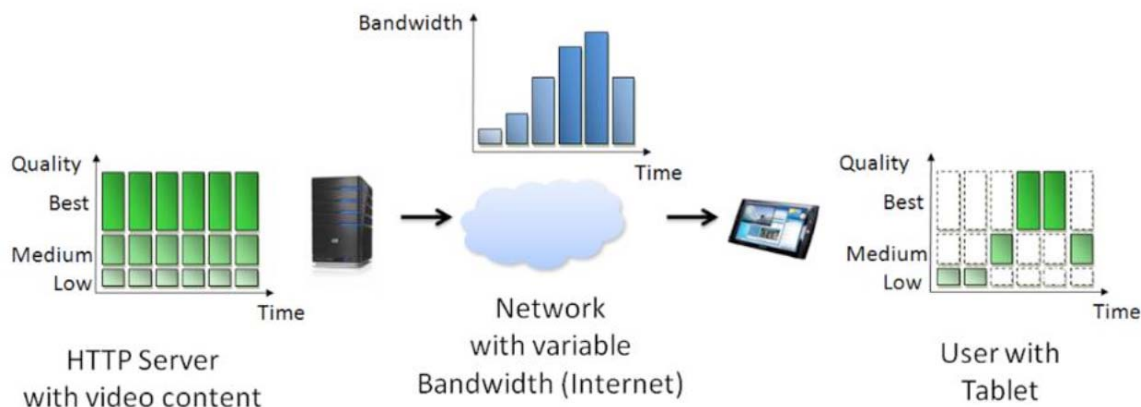 Bandwidth
Time
Quality
Best
Medium
Low
Time
HTTP Server
with video content
Network
with variable
Bandwidth (Internet)
Quality
Best
Medium
Low
Time
User with
Tablet